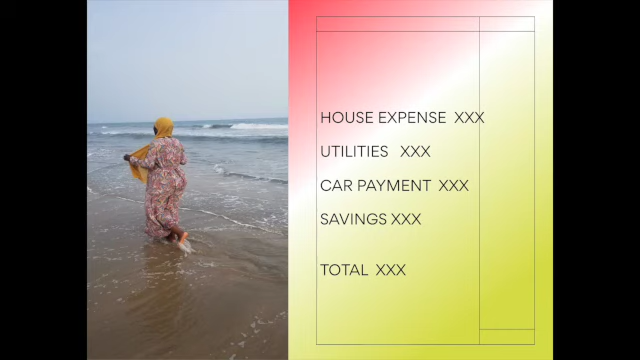 HOUSE EXPENSE XXX
UTILITIES XXX
CAR PAYMENT XXX
SAVINGS XXX
TOTAL XXX